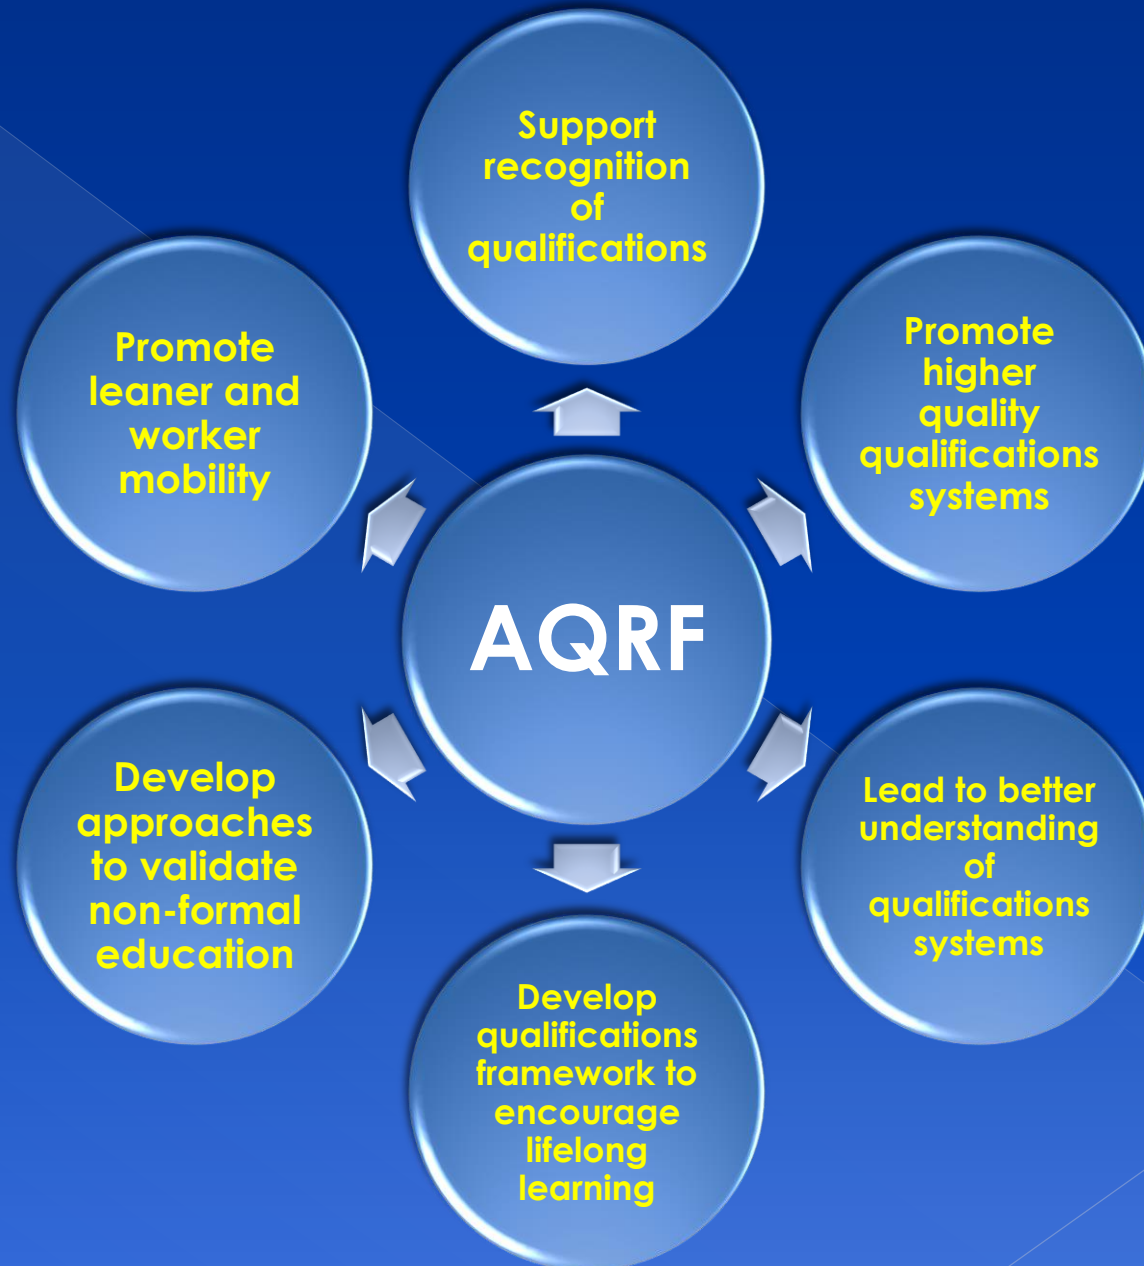 Support
recognition
of
qualifications
Promote
higher
quality
qualifications
systems
Lead to better
understanding
of
qualifications
systems
Develop
qualifications
framework to
encourage
lifelong
learning
Develop
approaches
to validate
non-formal
education
Promote
leaner and
worker
mobility
AQRF